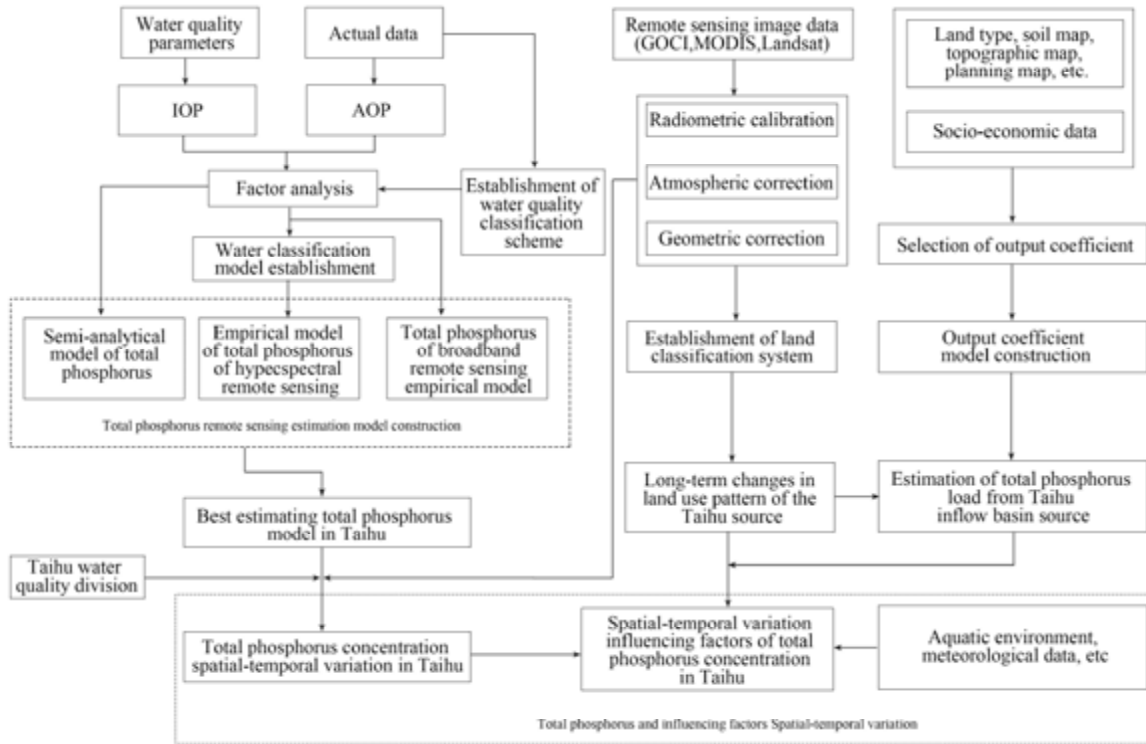 Water quality
parameters
Actual data
Remote sensing image data
(GOCI,MODIS,Landsat)
Land type, soil map,
topographic map,
planning map, etc.
IOP
AOP
Radiometric calibration
Socio-economic data
Factor analysis
Establishment of
water quality
classification
scheme
Atmospheric correction
Water classification
model establishment
Geometric correction
Selection of output coefficient
Semi-analytical
model of total
phosphorus
Empirical model
of total phosphorus
of hypecspectral
remote sensing
Total phosphorus
of broadband
remote sensing
empirical model
Establishment of land
classification system
Output coefficient
model construction
Total phosphorus remote sensing estimation model construction
Best estimating total phosphorus
model in Taihu
Long-term changes in
land use pattern of the
Taihu source
Estimation of total phosphorus
load from Taihu
inflow basin source
Taihu water
quality division
Total phosphorus concentration
spatial-temporal variation in Taihu
Spatial-temporal variation
influencing factors of total
phosphorus concentration
in Taihu
Aquatic environment,
meteorological data, etc
Total phosphorus and influencing factors Spatial-temporal variation